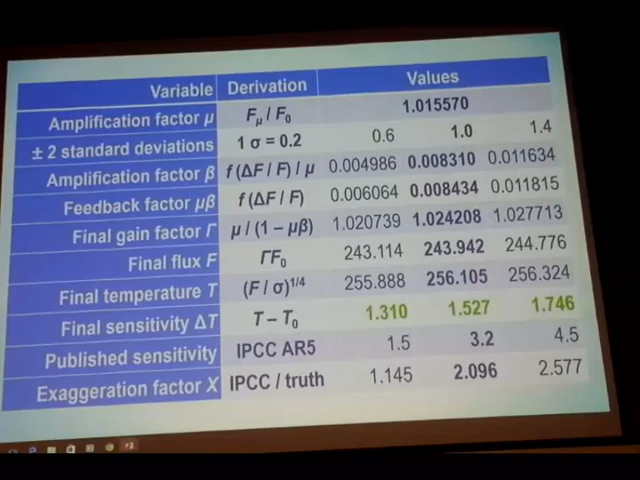 Variable Derivation Values
Amplification factor μ Fμ / F0 1.015570
± 2 standard deviations 1 σ = 0.2 0.6 1.0 1.4
Amplification factor β f (ΔF / F) / μ 0.004986 0.008310 0.011634
Feedback factor μβ f (ΔF / F) 0.006064 0.008434 0.011815
Final gain factor Γ μ / (1 – μβ) 1.020739 1.024208 1.027713
Final flux F ΓF0 243.114 243.942 244.776
Final temperature T (F / σ)1/4 255.888 256.105 256.324
Final sensitivity ΔT T – T0 1.310 1.527 1.746
Published sensitivity IPCC AR5 1.5 3.2 4.5
Exaggeration factor X IPCC / truth 1.145 2.096 2.577